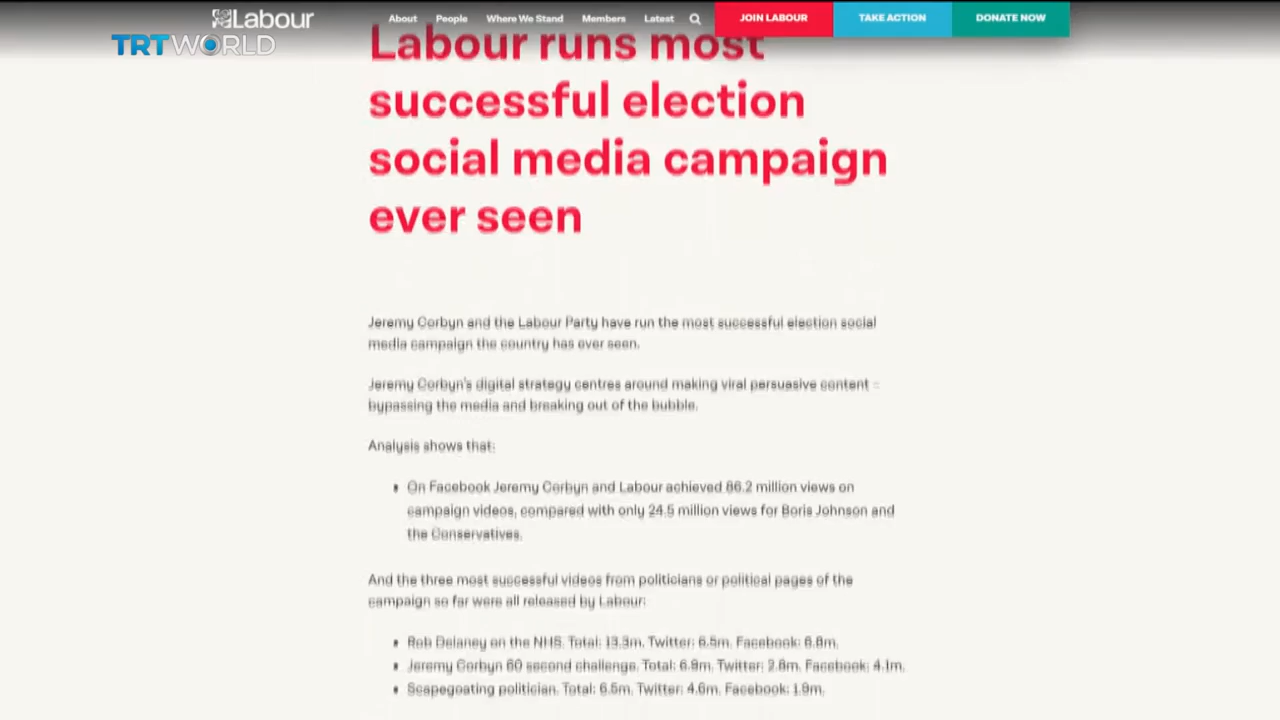 Labour
About People Where We Stand Members Latest JOIN LABOUR TAKE ACTION DONATE NOW
TRT WORLD
Labour runs most
successful election
social media campaign
ever seen
Jeremy Corbyn and the Labour Party have run the most successful election social
media campaign the country has ever seen.
Jeremy Corbyn's digital strategy centres around making viral persuasive content –
bypassing the media and breaking out of the bubble.
Analysis shows that:
• On Facebook Jeremy Corbyn and Labour achieved 86.2 million views on
campaign videos, compared with only 24.5 million views for Boris Johnson and
the Conservatives.
And the three most successful videos from politicians or political pages of the
campaign so far were all released by Labour:
• Rob Delaney on the NHS. Total: 13.3m. Twitter: 6.5m. Facebook: 6.8m.
• Jeremy Corbyn 60 second challenge. Total: 6.9m. Twitter: 2.8m. Facebook: 4.1m.
• Scapegoating politician. Total: 6.5m. Twitter: 4.6m. Facebook: 1.9m.